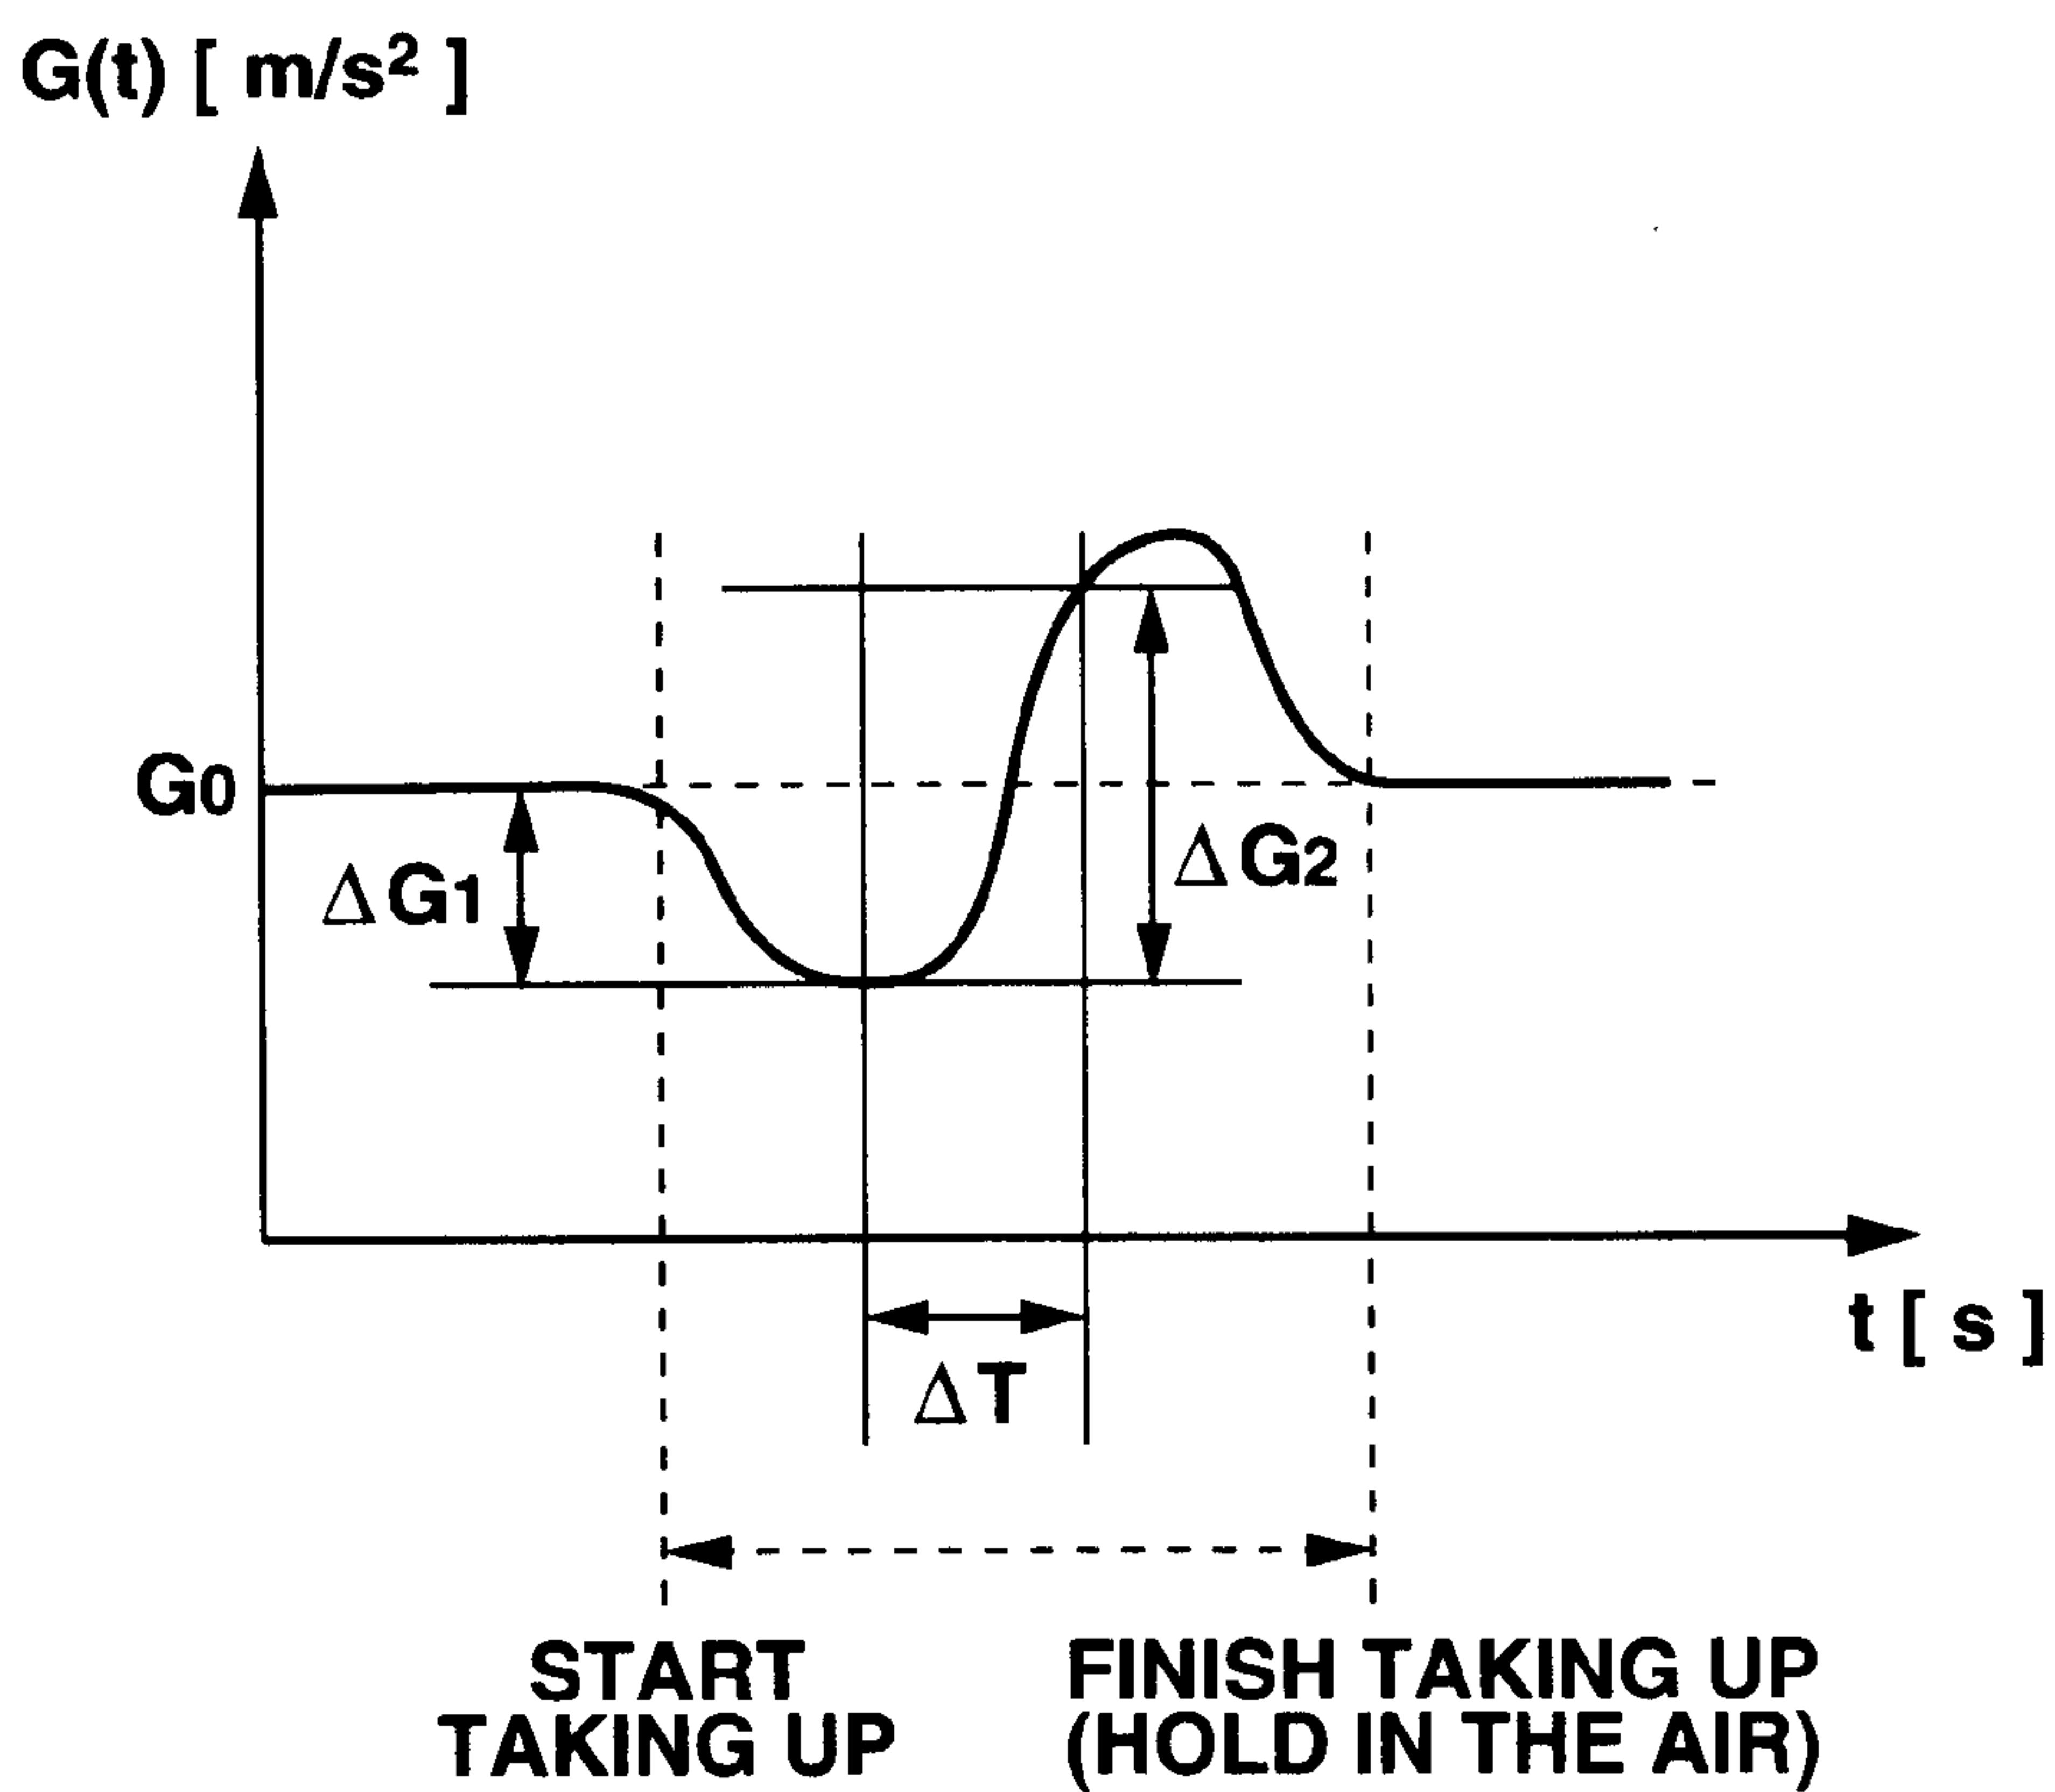 G(t) [ m/s² ]
G0
ΔG1
ΔG2
t [ s ]
ΔT
START
TAKING UP
FINISH TAKING UP
(HOLD IN THE AIR)